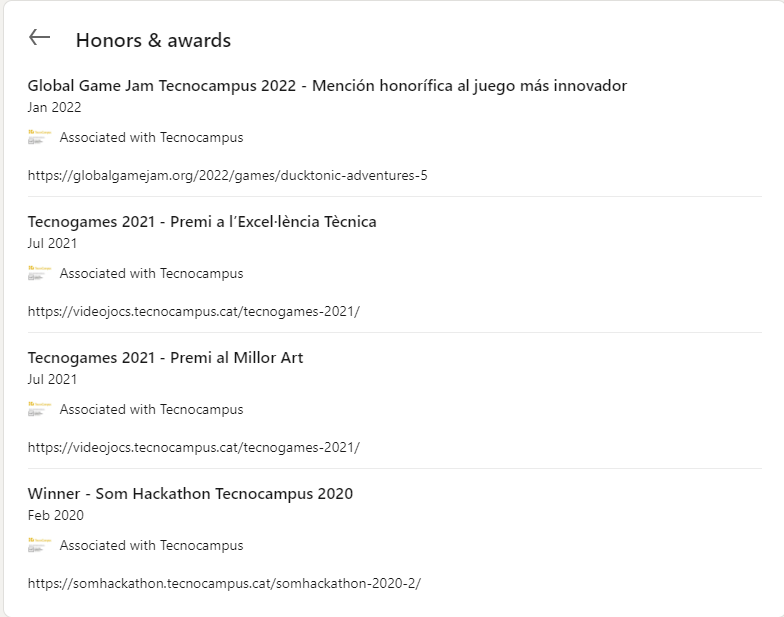 Honors & awards
Global Game Jam Tecnocampus 2022 - Mención honorífica al juego más innovador
Jan 2022
Associated with Tecnocampus
https://globalgamejam.org/2022/games/ducktonic-adventures-5
Tecnogames 2021 - Premi a l’Excel·lència Tècnica
Jul 2021
Associated with Tecnocampus
https://videojocs.tecnocampus.cat/tecnogames-2021/
Tecnogames 2021 - Premi al Millor Art
Jul 2021
Associated with Tecnocampus
https://videojocs.tecnocampus.cat/tecnogames-2021/
Winner - Som Hackathon Tecnocampus 2020
Feb 2020
Associated with Tecnocampus
https://somhackathon.tecnocampus.cat/somhackathon-2020-2/